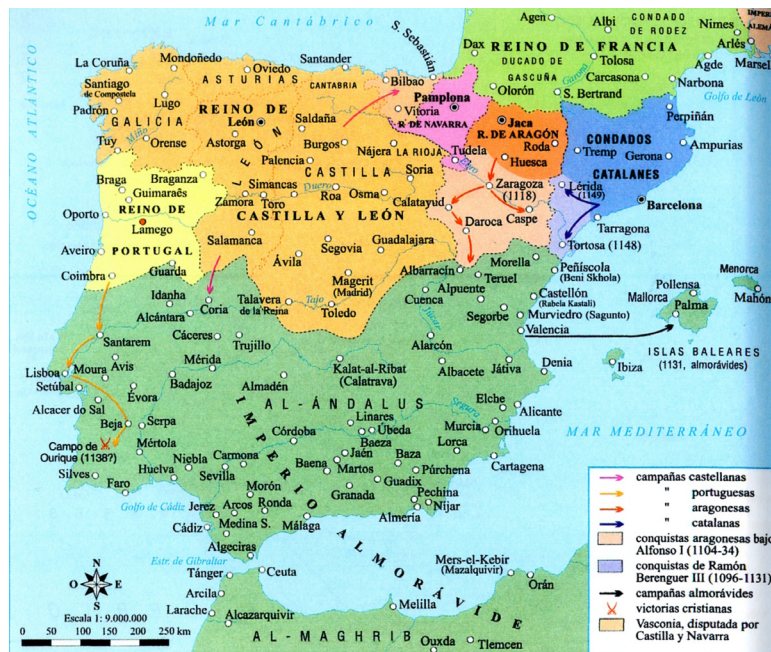 Mar Cantábrico
OCÉANO ATLÁNTICO
Agen
Albi
CONDADO
DE RODEZ
Nimes
Arlés
Marsel
Dax
REINO DE FRANCIA
DUCADO DE
GASCUÑA
Garona
Tolosa
Carcasona
Agde
Narbona
Golfo de León
Olorón
S. Bertrand
Perpiñán
La Coruña
Mondoñedo
Oviedo
Santander
S. Sebastián
Santiago
de Compostela
ASTURIAS
CANTABRIA
Bilbao
Padrón
Lugo
GALICIA
REINO DE
León
LEÓN
Saldaña
Vitoria
Pamplona
R. DE NAVARRA
Jaca
R. DE ARAGÓN
Roda
Huesca
CONDADOS
CATALANES
Tremp
Gerona
Ampurias
Barcelona
Miño
Tuy
Orense
Astorga
Burgos
Nájera
LA RIOJA
Tudela
Ebro
Palencia
CASTILLA
Soria
Braga
Braganza
Guimaraês
Simancas
Duero
Zamora
Toro
Roa
Osma
Calatayud
Zaragoza
(1118)
Lérida
(1149)
Oporto
REINO DE
Lamego
PORTUGAL
CASTILLA Y LEÓN
Daroca
Caspe
Tarragona
Tortosa (1148)
Aveiro
Salamanca
Segovia
Guadalajara
Ávila
Coimbra
Guarda
Albarracín
Morella
Teruel
Peñíscola
(Beni Skhola)
Magerit
(Madrid)
Idanha
Coria
Talavera
de la Reina
Tajo
Toledo
Cuenca
Alpuente
Castellón
(Rabela Kastali)
Segorbe
Murviedro (Sagunto)
Valencia
Menorca
Pollensa
Mallorca
Palma
Mahón
Alcántara
Santarem
Cáceres
Trujillo
Alarcón
Júcar
ISLAS BALEARES
(1131, almorávides)
Ibiza
Lisboa
Moura
Avis
Mérida
Kalat-al-Ribat
(Calatrava)
Albacete
Játiva
Denia
Setúbal
Badajoz
Almadén
Évora
Alcacer do Sal
AL-ÁNDALUS
Segura
Elche
Alicante
Beja
Serpa
Linares
Úbeda
Murcia
Orihuela
MAR MEDITERRÁNEO
Campo de
Ourique (1138?)
Mértola
Córdoba
Baeza
Lorca
Niebla
Carmona
Jaén
Baza
Cartagena
Silves
Faro
Huelva
Sevilla
Baena
Martos
Guadix
Púrchena
Morón
Granada
Pechina
Golfo de Cádiz
Jerez
Arcos
Ronda
Níjar
Almería
Cádiz
Medina S.
Málaga
Algeciras
IMPERIO ALMORÁVIDE
Estr. de Gibraltar
Tánger
Ceuta
Mers-el-Kebir
(Mazalquivir)
Orán
Arcila
Larache
Melilla
Alcazarquivir
AL-MAGHRIB
Ouxda
Tlemcen
N
O
E
S
Escala 1: 9.000.000
0 50 100 150 200 250 km
campañas castellanas
" portuguesas
" aragonesas
" catalanas
conquistas aragonesas bajo
Alfonso I (1104-34)
conquistas de Ramón
Berenguer III (1096-1131)
campañas almorávides
victorias cristianas
Vasconia, disputada por
Castilla y Navarra